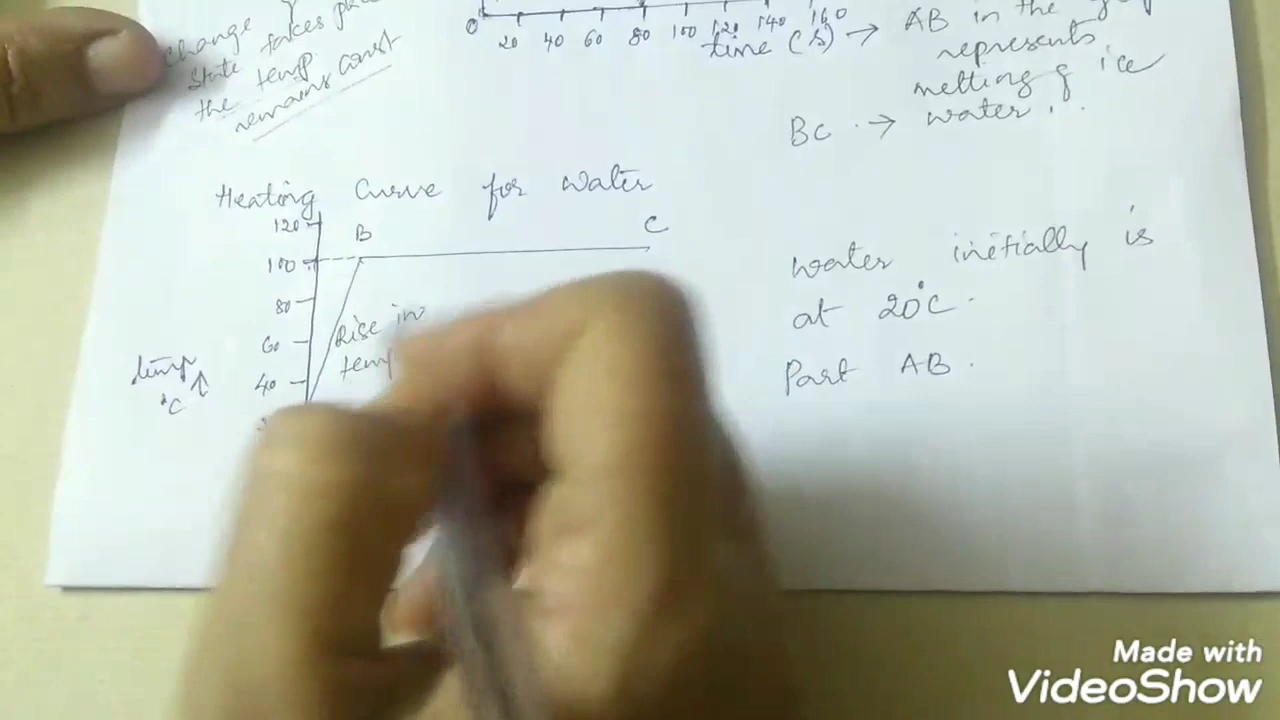 change
State takes
the temp
remains const
0 20 40 60 80 100 120 140 160
time (s) →
AB in the
represents
melting of ice
BC → water.
Heating Curve for water
120
100
80
60
40
temp ↑
°C
B
C
Rise in
temp
water initially is
at 20°C.
Part AB.
Made with
VideoShow